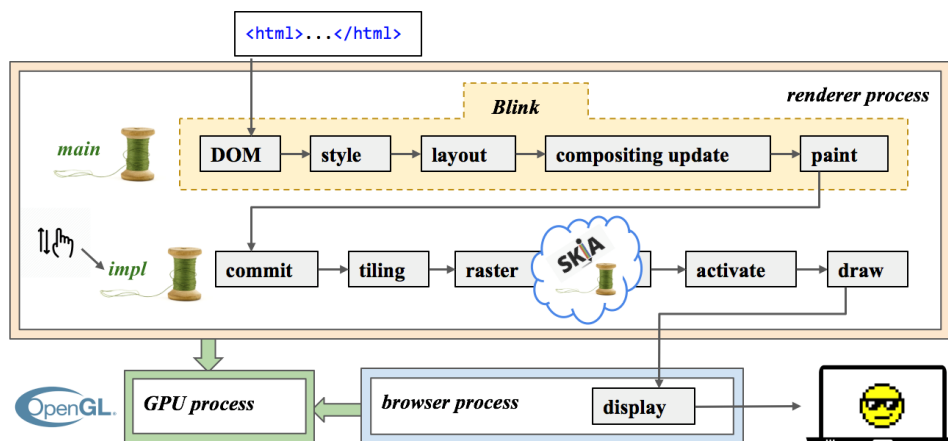 <html>...</html>
renderer process
Blink
main
DOM
style
layout
compositing update
paint
impl
commit
tiling
raster
SKiA
activate
draw
OpenGL.
GPU process
browser process
display